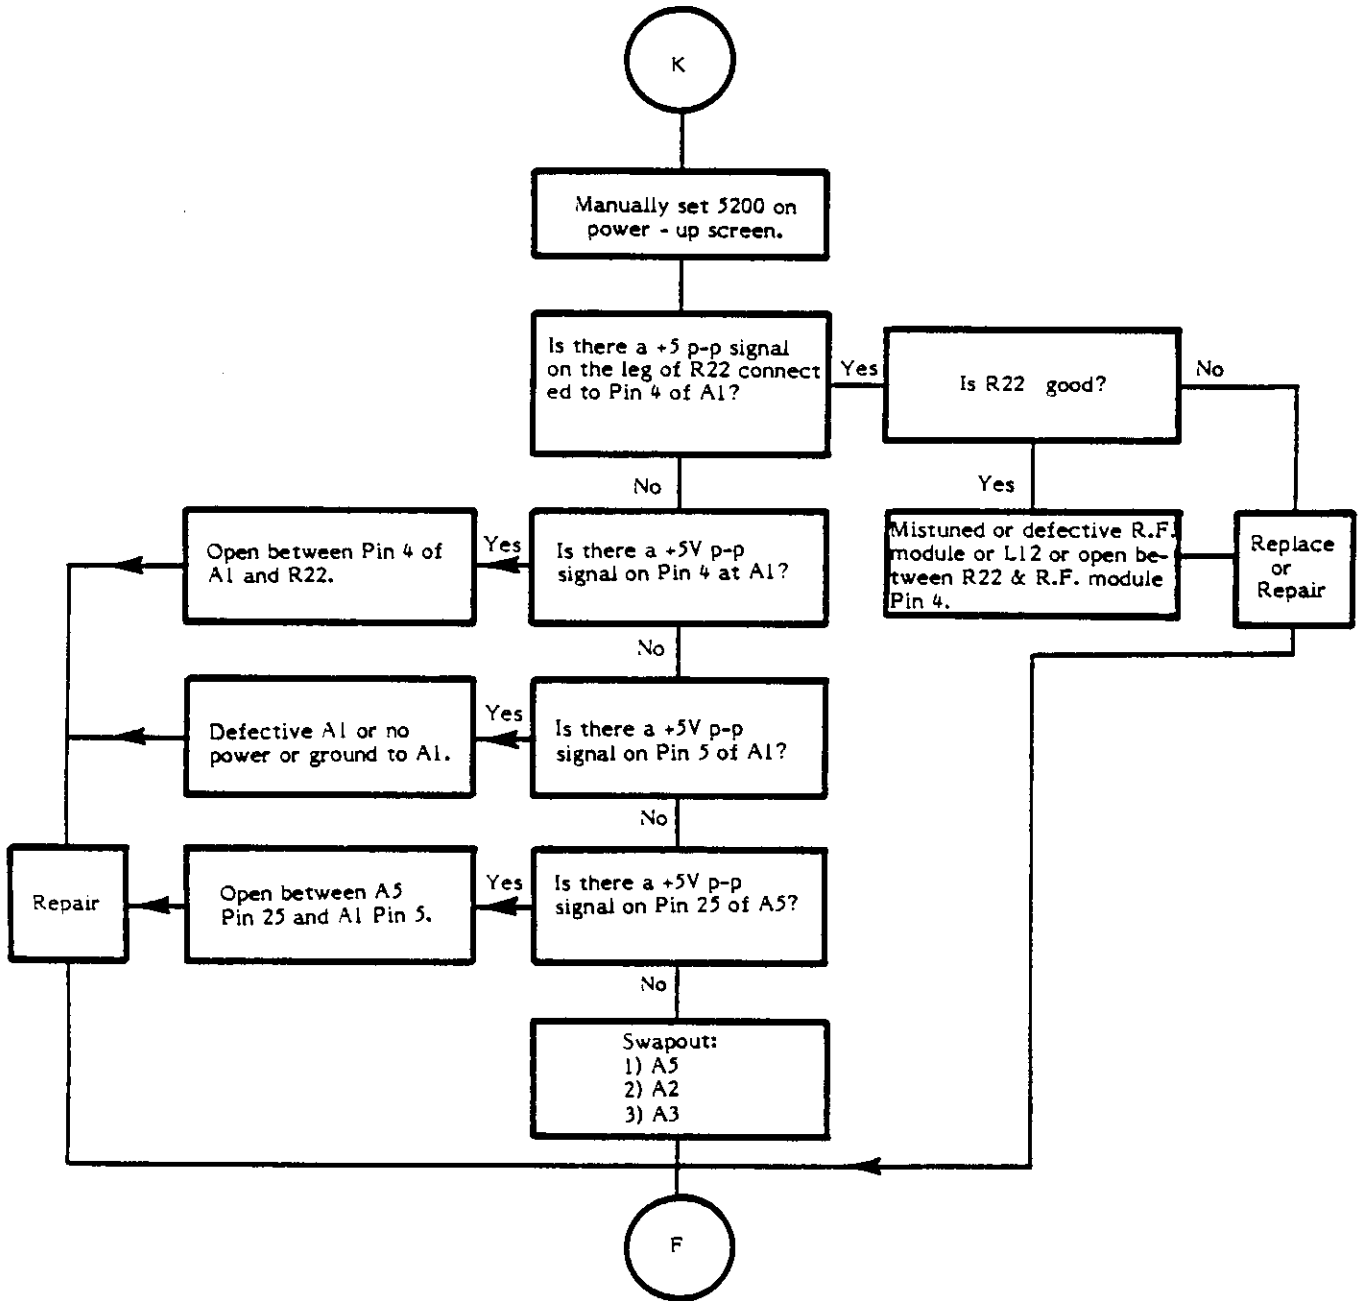 K
Manually set 5200 on
power - up screen.
Is there a +5 p-p signal
on the leg of R22 connect
ed to Pin 4 of A1?
Yes
Is R22 good?
No
No
Yes
Open between Pin 4 of
A1 and R22.
Yes
Is there a +5V p-p
signal on Pin 4 at A1?
Mistuned or defective R.F.
module or L12 or open be-
tween R22 & R.F. module
Pin 4.
Replace
or
Repair
No
Defective A1 or no
power or ground to A1.
Yes
Is there a +5V p-p
signal on Pin 5 of A1?
No
Repair
Open between A5
Pin 25 and A1 Pin 5.
Yes
Is there a +5V p-p
signal on Pin 25 of A5?
No
Swapout:
1) A5
2) A2
3) A3
F